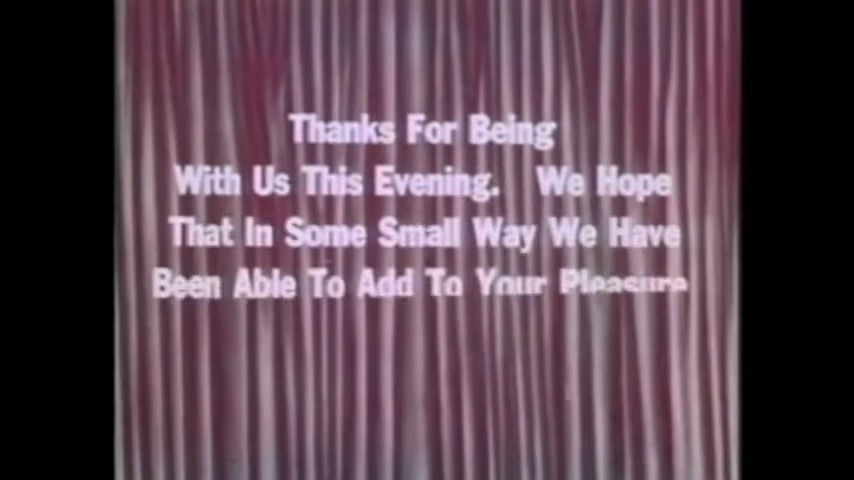 Thanks For Being
With Us This Evening. We Hope
That In Some Small Way We Have
Been Able To Add To Your Pleasure